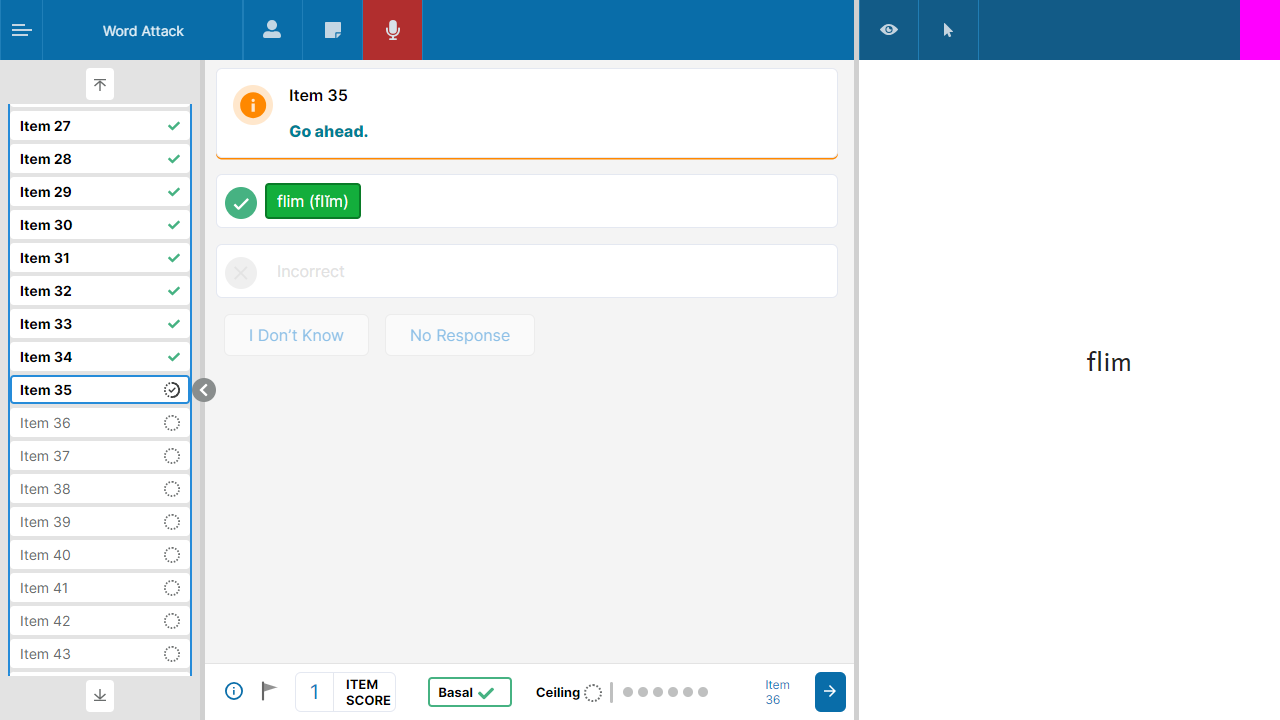 Word Attack
Item 27
Item 28
Item 29
Item 30
Item 31
Item 32
Item 33
Item 34
Item 35
Item 36
Item 37
Item 38
Item 39
Item 40
Item 41
Item 42
Item 43
Item 35
Go ahead.
flim (flĭm)
Incorrect
I Don’t Know
No Response
1
ITEM
SCORE
Basal
Ceiling
Item
36
flim